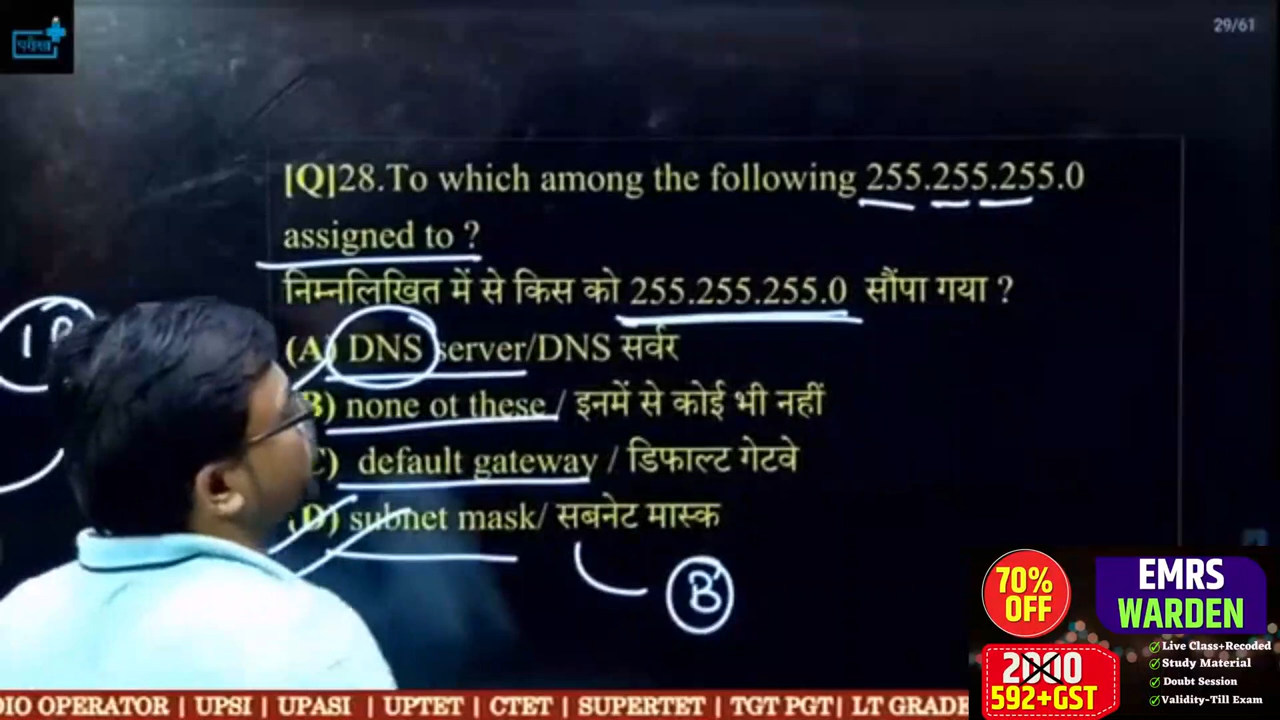 परीक्षा
29/61
[Q]28.To which among the following 255.255.255.0
assigned to ?
निम्नलिखित में से किस को 255.255.255.0 सौंपा गया ?
(A) DNS server/DNS सर्वर
B) none ot these / इनमें से कोई भी नहीं
C) default gateway / डिफाल्ट गेटवे
(D) subnet mask/ सबनेट मास्क
B
70%
OFF
2000
592+GST
EMRS
WARDEN
Live Class+Recoded
Study Material
Doubt Session
Validity-Till Exam
DIO OPERATOR | UPSI | UPASI | UPTET | CTET | SUPERTET | TGT PGT | LT GRADE